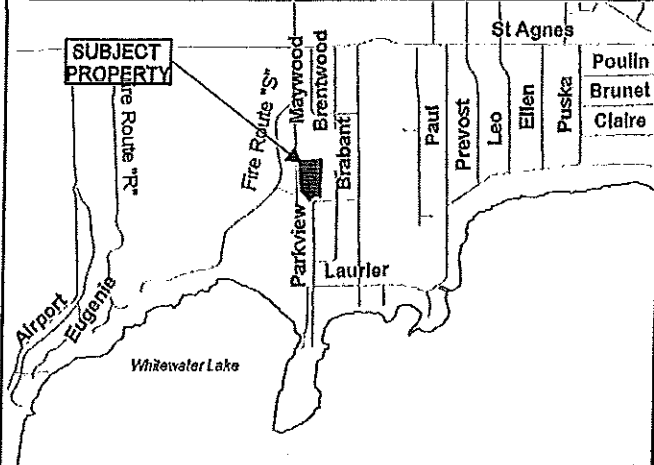 St Agnes
SUBJECT
PROPERTY
Fire Route "R"
Fire Route "S"
Maywood
Brentwood
Brabant
Paul
Prevost
Leo
Ellen
Puska
Poulin
Brunet
Claire
Parkview
Laurier
Airport
Eugenie
Whitewater Lake